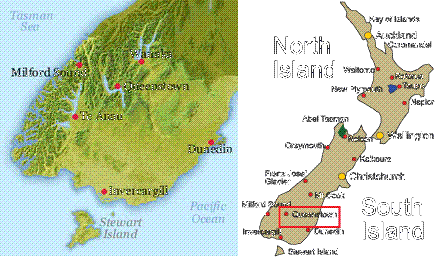 Tasman
Sea
Wanaka
Milford Sound
Queenstown
Te Anau
Dunedin
Invercargill
Stewart
Island
Pacific
Ocean
North
Island
Bay of Islands
Auckland
Coromandel
Waitomo
Rotorua
Taupo
New Plymouth
Napier
Abel Tasman
Wellington
Nelson
Greymouth
Kaikoura
Franz Josef
Glacier
Christchurch
Mt Cook
Milford Sound
Queenstown
South
Island
Dunedin
Invercargill
Stewart Island